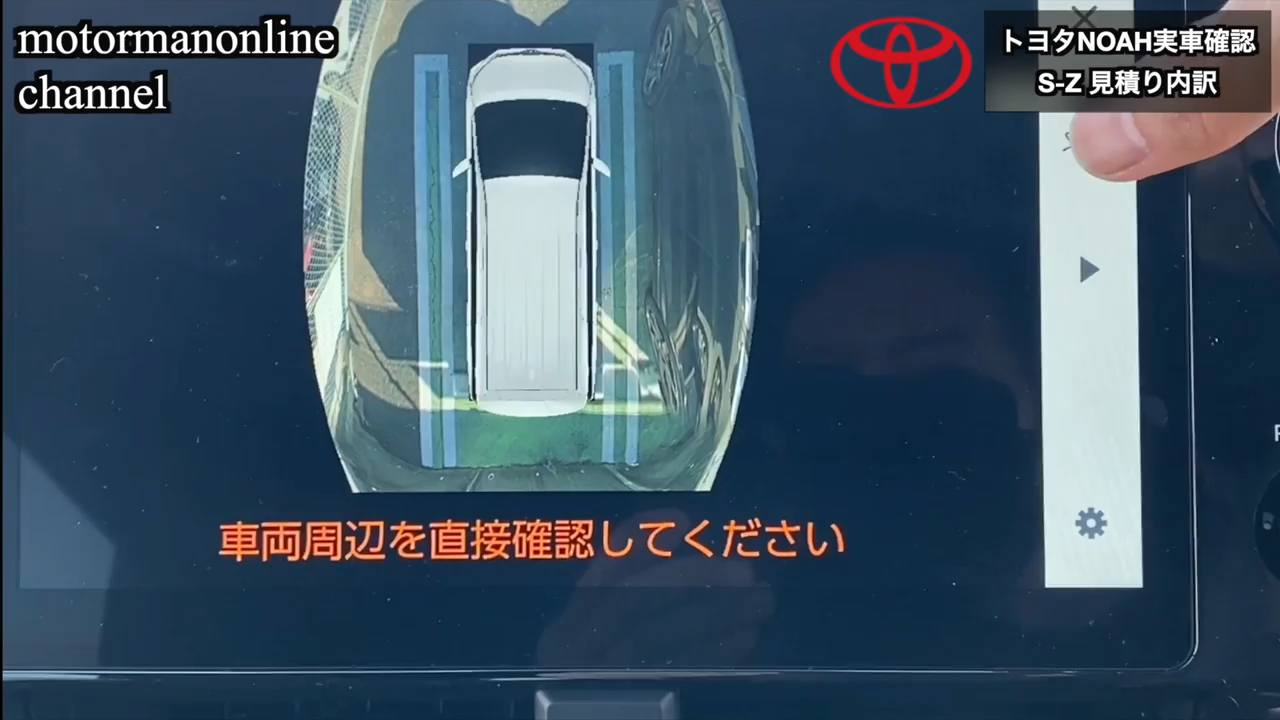 motormanonline
channel
トヨタNOAH実車確認
S-Z 見積り内訳
車両周辺を直接確認してください